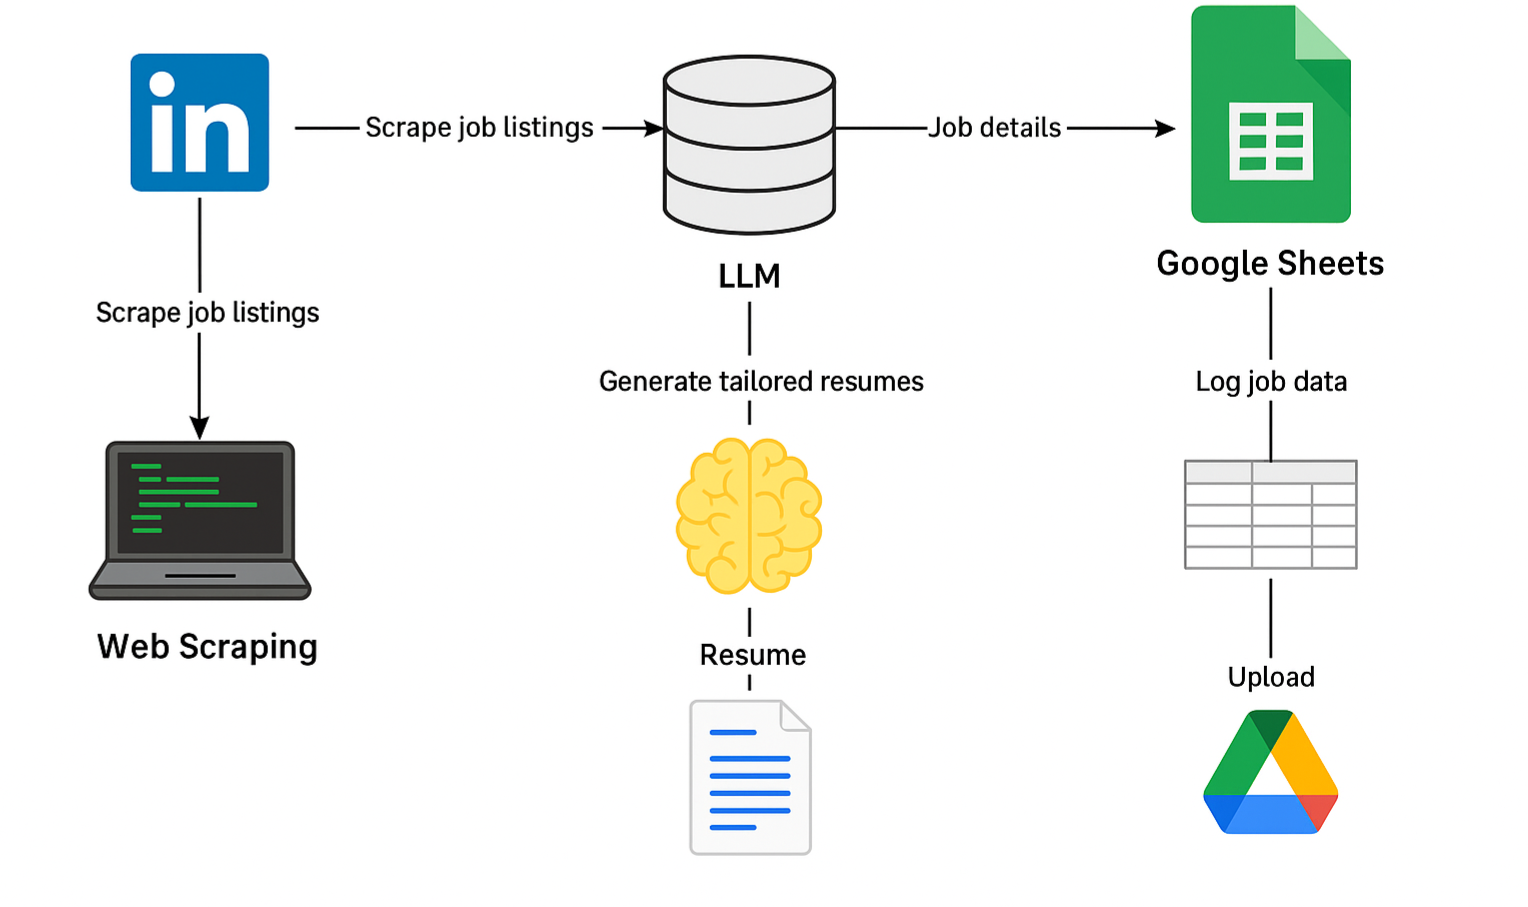 in
Scrape job listings
Job details
LLM
Google Sheets
Scrape job listings
Generate tailored resumes
Log job data
Web Scraping
Resume
Upload